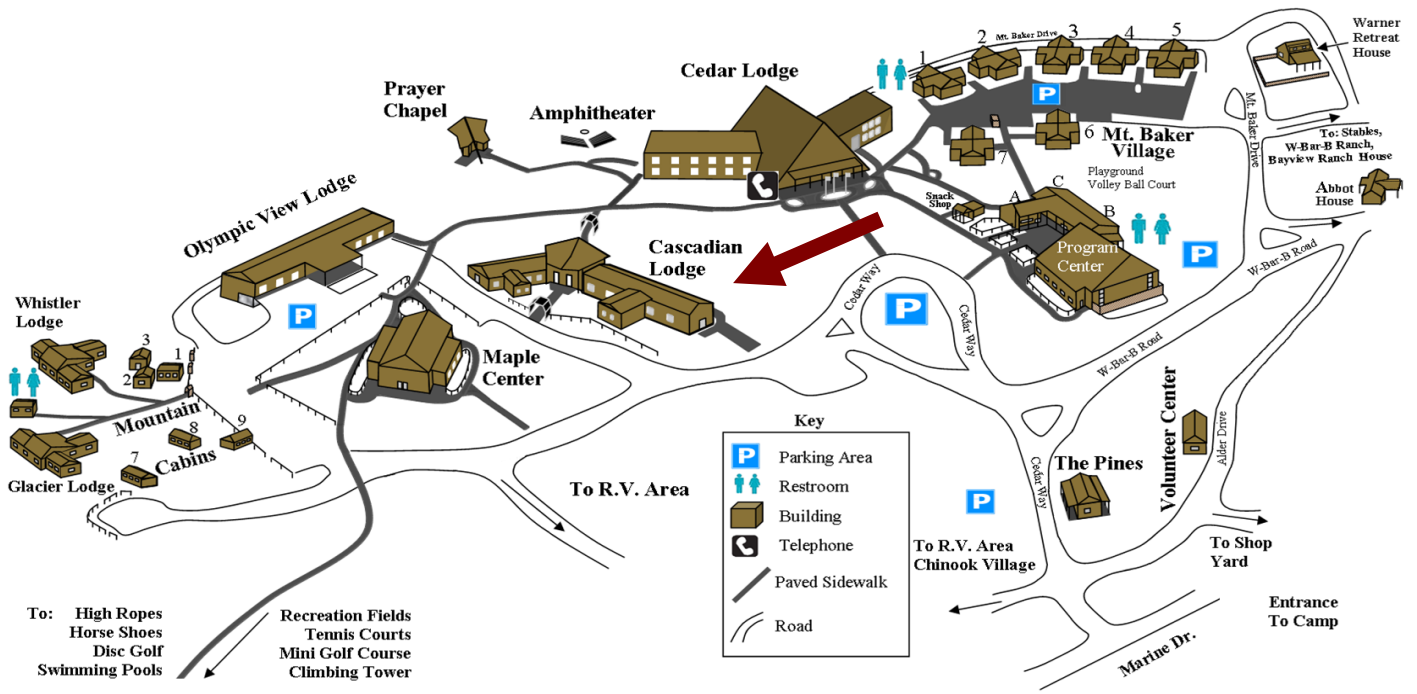 Warner
Retreat
House
1
2
Mt. Baker Drive
3
4
5
Cedar Lodge
Prayer
Chapel
Amphitheater
P
6
7
Mt. Baker
Village
Mt. Baker Drive
To: Stables,
W-Bar-B Ranch,
Bayview Ranch House
Playground
Volley Ball Court
Abbot
House
Snack
Shop
A
C
B
Program
Center
P
W-Bar-B Road
Olympic View Lodge
Cascadian
Lodge
Cedar Way
P
Cedar Way
W-Bar-B Road
Whistler
Lodge
P
3
1
2
Maple
Center
Mountain
Cabins
8
9
7
Glacier Lodge
To R.V. Area
Key
P
Parking Area
Restroom
Building
Telephone
Paved Sidewalk
Road
Volunteer Center
Alder Drive
The Pines
Cedar Way
P
To R.V. Area
Chinook Village
To Shop
Yard
Entrance
To Camp
Marine Dr.
To: High Ropes
Horse Shoes
Disc Golf
Swimming Pools
Recreation Fields
Tennis Courts
Mini Golf Course
Climbing Tower